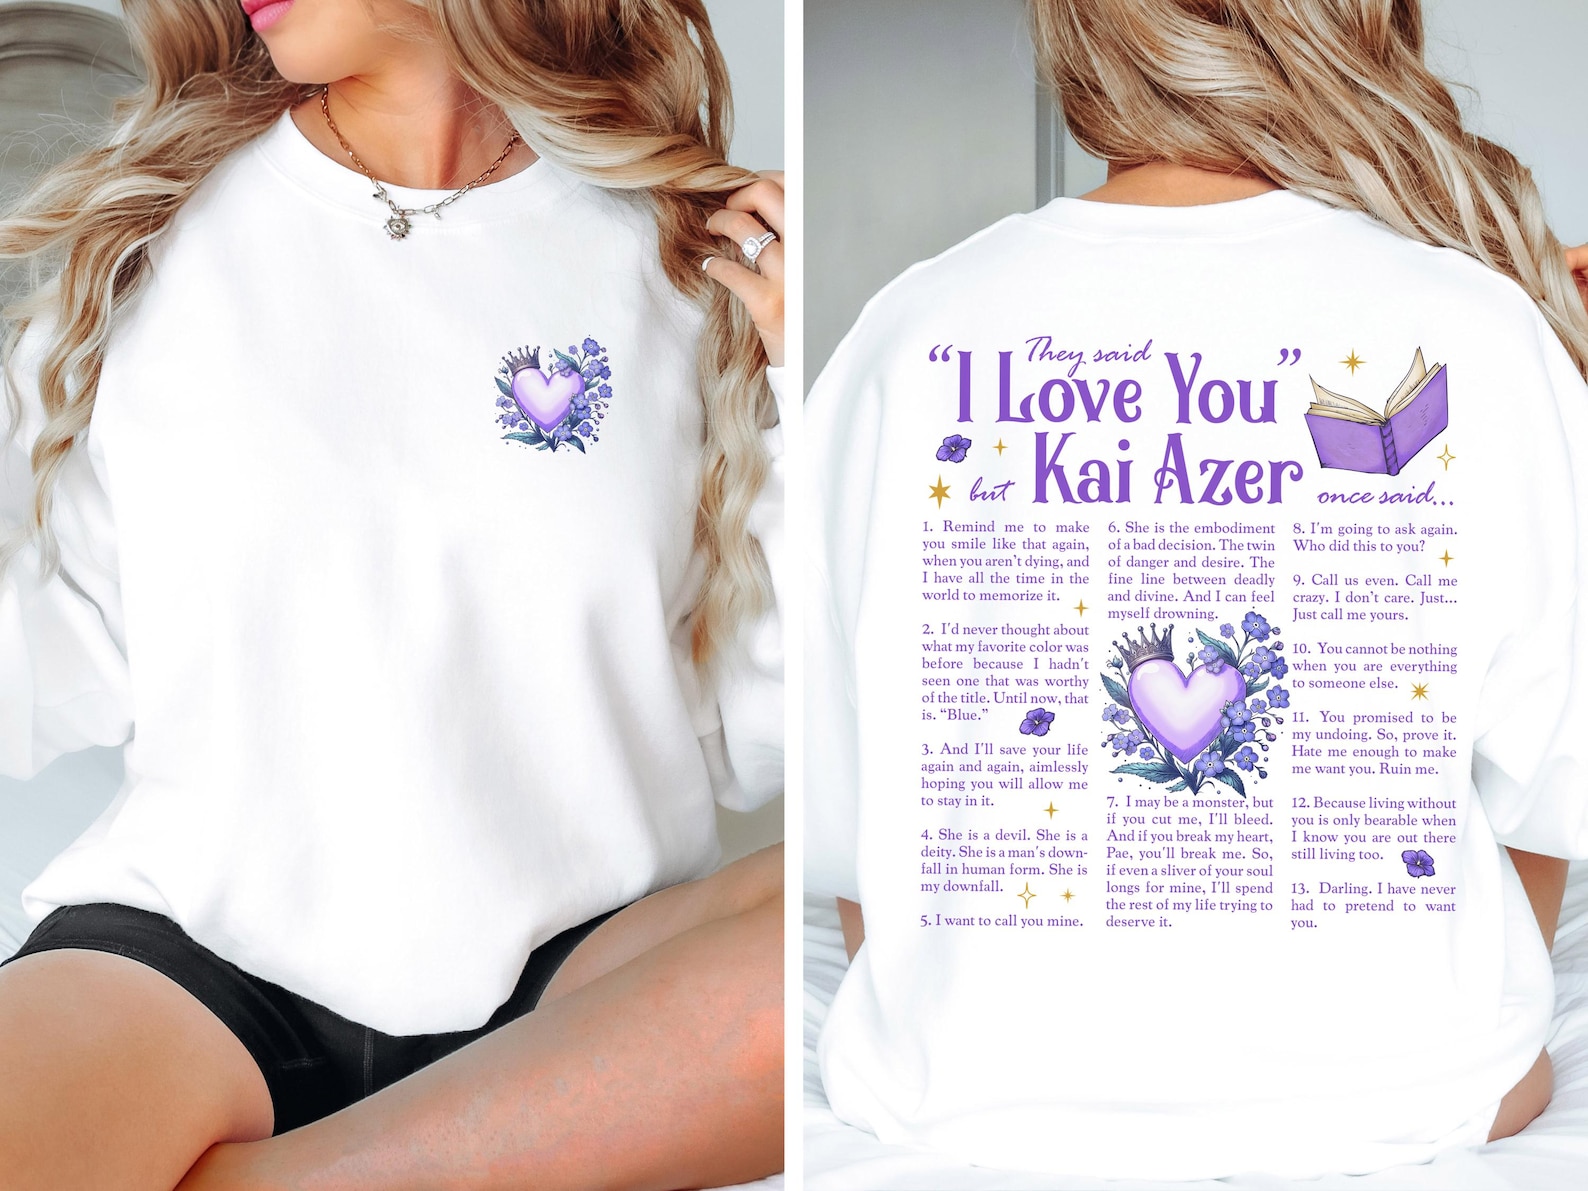 They said
“I Love You”
but Kai Azer once said...
1. Remind me to make
you smile like that again,
when you aren't dying, and
I have all the time in the
world to memorize it.
2. I'd never thought about
what my favorite color was
before because I hadn't
seen one that was worthy
of the title. Until now, that
is. “Blue.”
3. And I'll save your life
again and again, aimlessly
hoping you will allow me
to stay in it.
4. She is a devil. She is a
deity. She is a man's down-
fall in human form. She is
my downfall.
5. I want to call you mine.
6. She is the embodiment
of a bad decision. The twin
of danger and desire. The
fine line between deadly
and divine. And I can feel
myself drowning.
7. I may be a monster, but
if you cut me, I'll bleed.
And if you break my heart,
Pae, you'll break me. So,
if even a sliver of your soul
longs for mine, I'll spend
the rest of my life trying to
deserve it.
8. I'm going to ask again.
Who did this to you?
9. Call us even. Call me
crazy. I don't care. Just...
Just call me yours.
10. You cannot be nothing
when you are everything
to someone else.
11. You promised to be
my undoing. So, prove it.
Hate me enough to make
me want you. Ruin me.
12. Because living without
you is only bearable when
I know you are out there
still living too.
13. Darling. I have never
had to pretend to want
you.